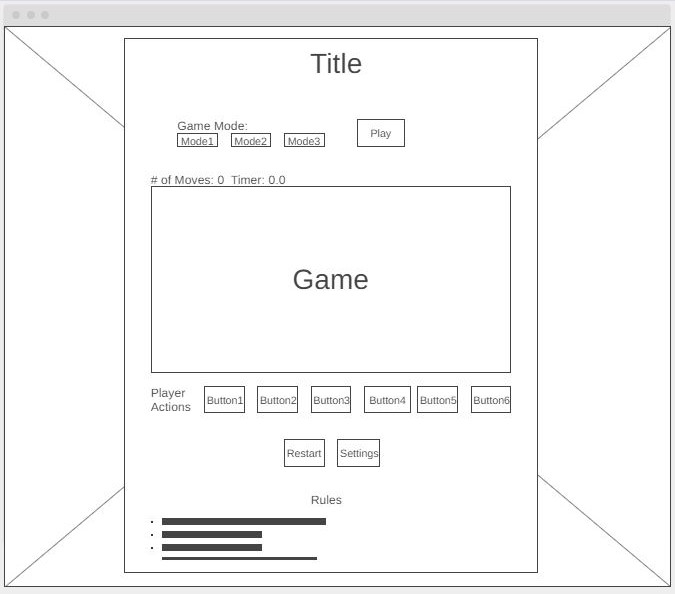 Title
Game Mode:
Mode1 Mode2 Mode3 Play
# of Moves: 0 Timer: 0.0
Game
Player
Actions
Button1 Button2 Button3 Button4 Button5 Button6
Restart Settings
Rules